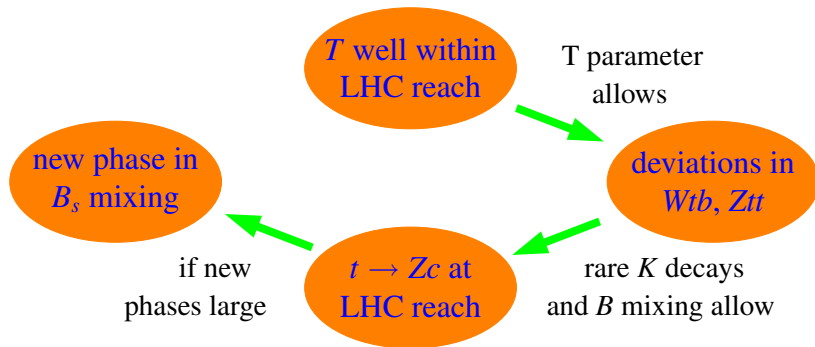 T well within
LHC reach
T parameter
allows
new phase in
B_s mixing
deviations in
Wtb, Ztt
if new
phases large
t → Zc at
LHC reach
rare K decays
and B mixing allow